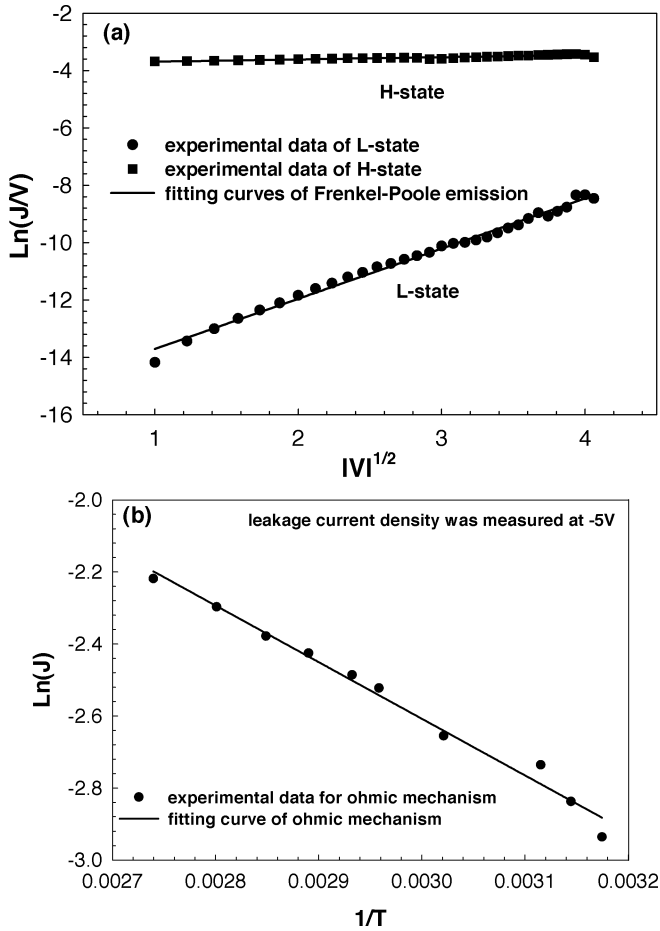 (a)
-2
-4
-6
-8
-10
-12
-14
-16
Ln(J/V)
H-state
experimental data of L-state
experimental data of H-state
fitting curves of Frenkel-Poole emission
L-state
1 2 3 4
|V|^1/2
(b)
leakage current density was measured at -5V
-2.0
-2.2
-2.4
-2.6
-2.8
-3.0
Ln(J)
experimental data for ohmic mechanism
fitting curve of ohmic mechanism
0.0027 0.0028 0.0029 0.0030 0.0031 0.0032
1/T